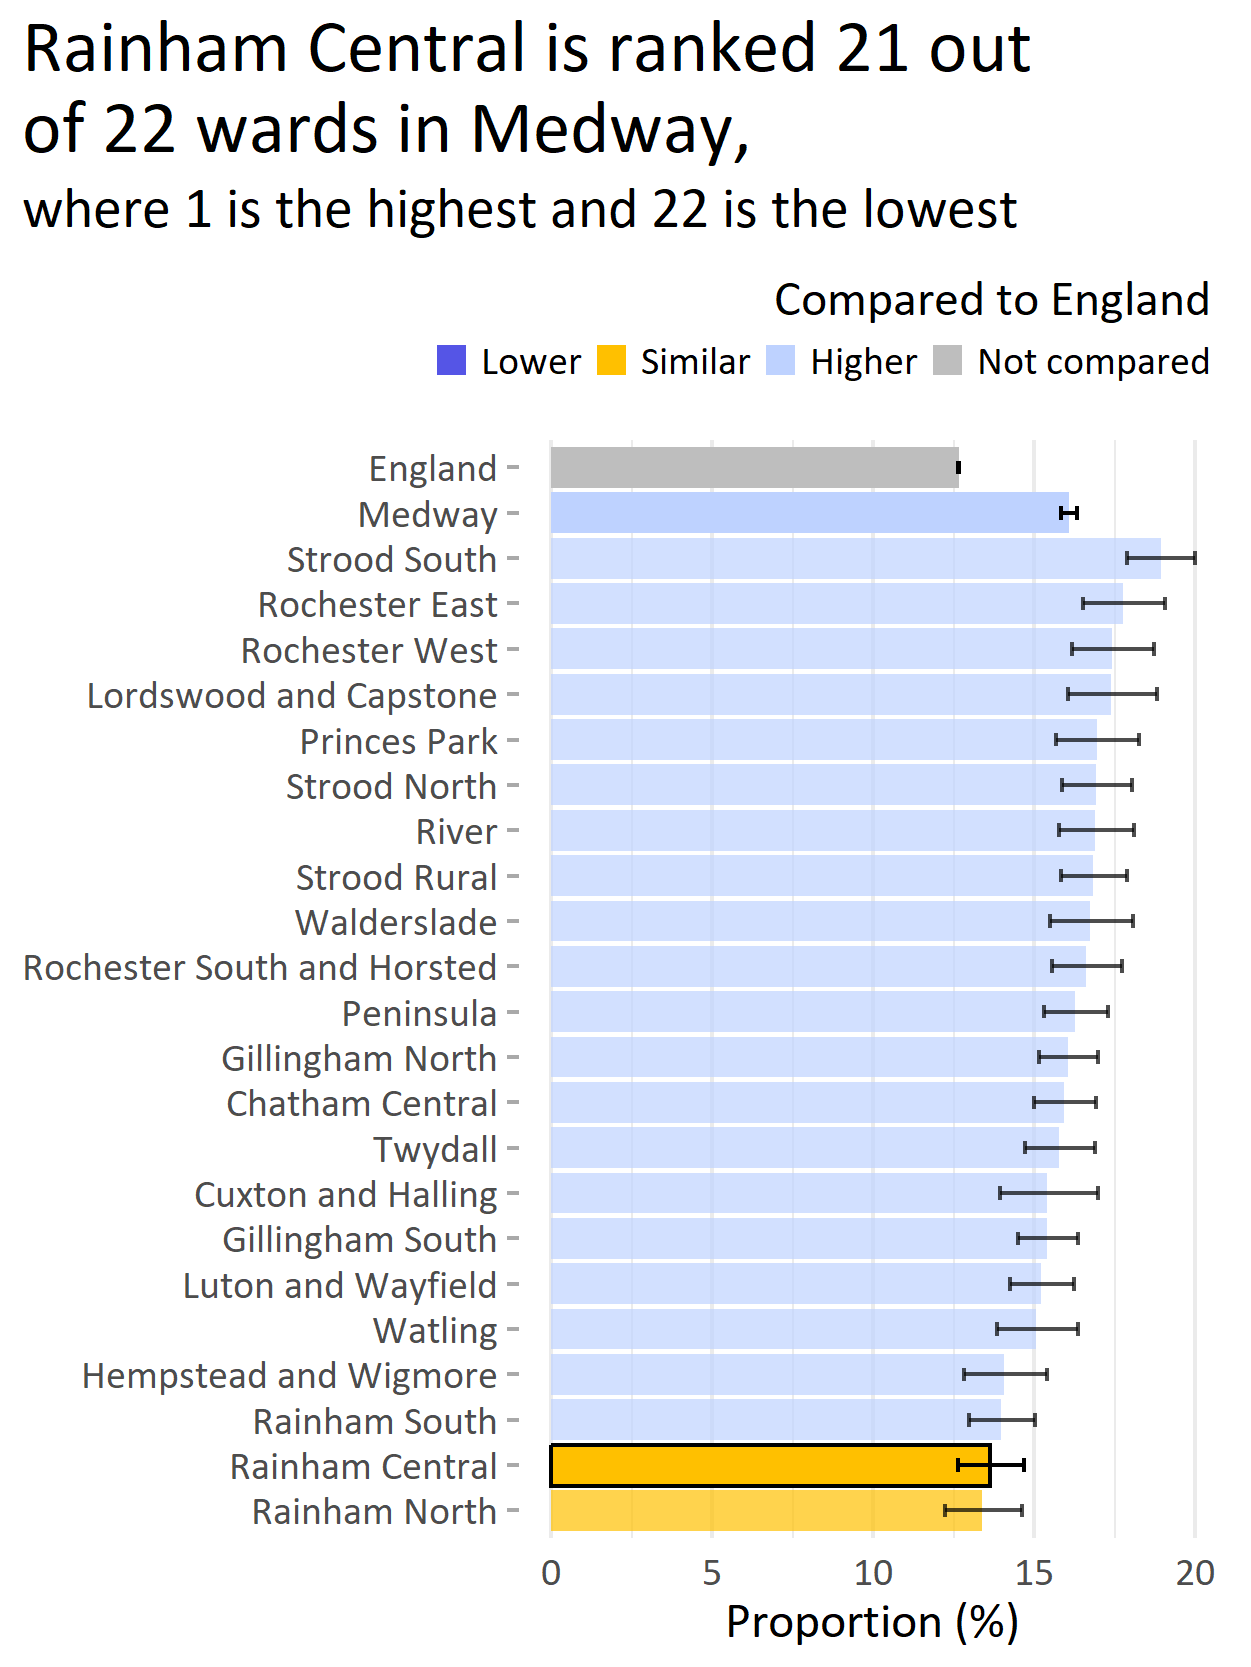 Rainham Central is ranked 21 out
of 22 wards in Medway,
where 1 is the highest and 22 is the lowest
Compared to England
Lower Similar Higher Not compared
England
Medway
Strood South
Rochester East
Rochester West
Lordswood and Capstone
Princes Park
Strood North
River
Strood Rural
Walderslade
Rochester South and Horsted
Peninsula
Gillingham North
Chatham Central
Twydall
Cuxton and Halling
Gillingham South
Luton and Wayfield
Watling
Hempstead and Wigmore
Rainham South
Rainham Central
Rainham North
0 5 10 15 20
Proportion (%)